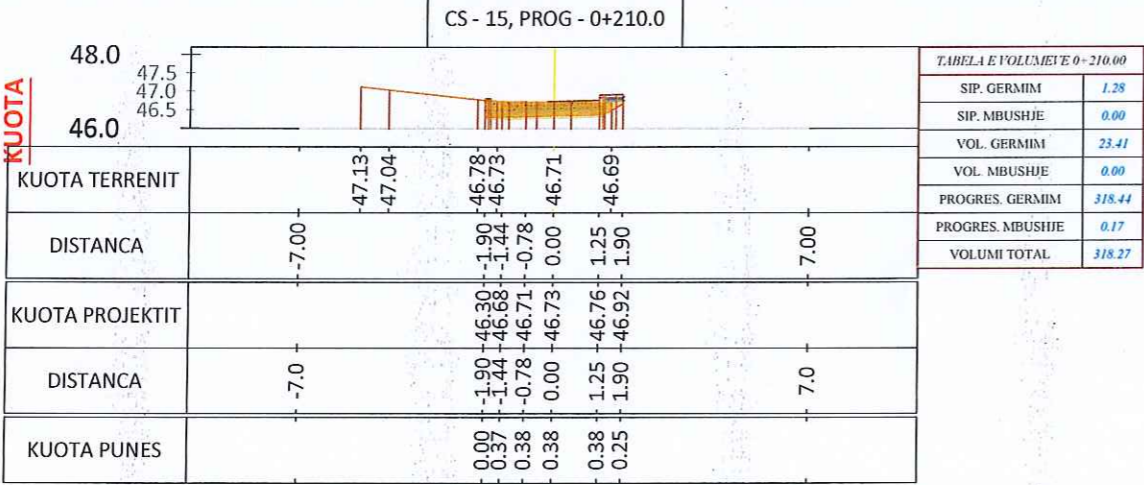 CS - 15, PROG - 0+210.0
KUOTA
48.0
47.5
47.0
46.5
46.0
KUOTA TERRENIT
47.13
47.04
46.78
46.73
46.71
46.69
DISTANCA
-7.00
-1.90
-1.44
-0.78
0.00
1.25
1.90
7.00
KUOTA PROJEKTIT
46.30
46.68
46.71
46.73
46.76
46.92
DISTANCA
-7.0
-1.90
-1.44
-0.78
0.00
1.25
1.90
7.0
KUOTA PUNES
0.00
0.37
0.38
0.38
0.38
0.25
TABELA E VOLUMEVE 0+210.00
SIP. GERMIM 1.28
SIP. MBUSHJE 0.00
VOL. GERMIM 23.41
VOL. MBUSHJE 0.00
PROGRES. GERMIM 318.44
PROGRES. MBUSHJE 0.17
VOLUMI TOTAL 318.27